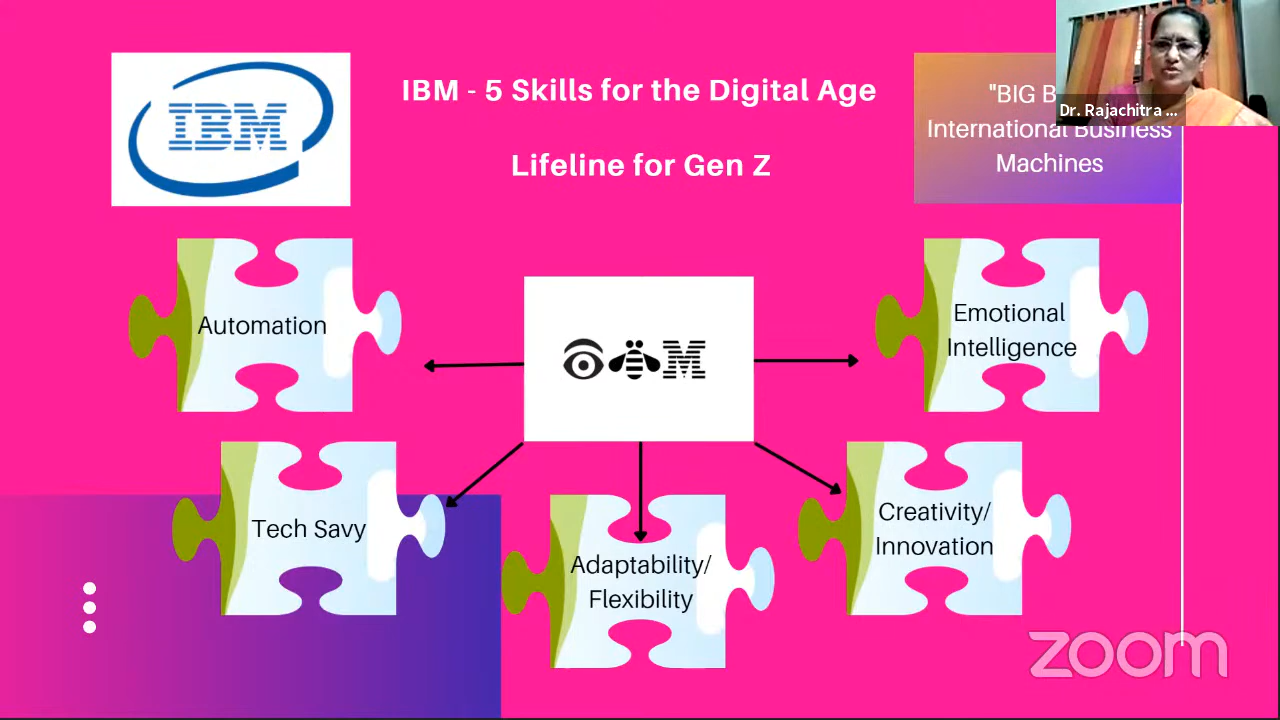 IBM
IBM - 5 Skills for the Digital Age
Lifeline for Gen Z
"BIG B
International Business
Machines
Dr. Rajachitra ...
Automation
M
Emotional
Intelligence
Tech Savy
Adaptability/
Flexibility
Creativity/
Innovation
zoom